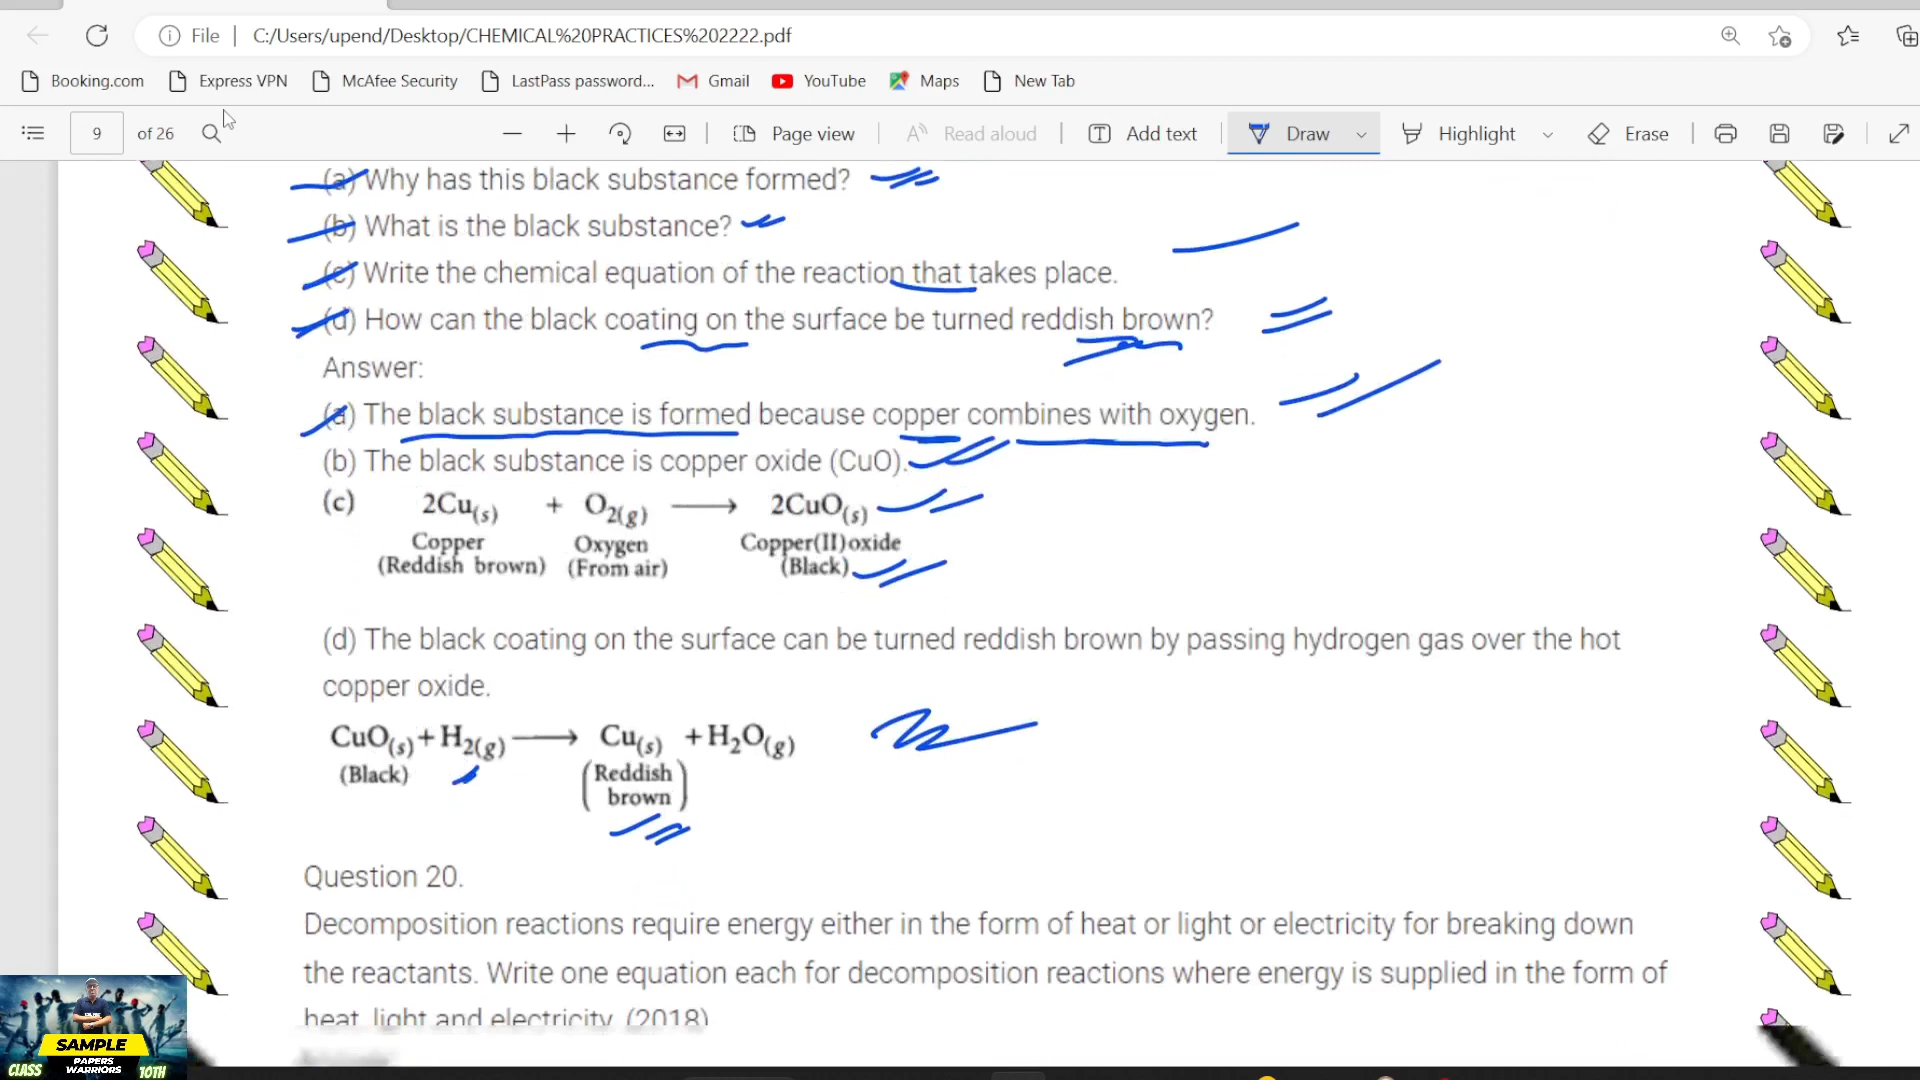 File | C:/Users/upend/Desktop/CHEMICAL%20PRACTICES%202222.pdf
Booking.com Express VPN McAfee Security LastPass password... Gmail YouTube Maps New Tab
9 of 26 Page view Read aloud Add text Draw Highlight Erase
(a) Why has this black substance formed?
(b) What is the black substance?
(c) Write the chemical equation of the reaction that takes place.
(d) How can the black coating on the surface be turned reddish brown?
Answer:
(a) The black substance is formed because copper combines with oxygen.
(b) The black substance is copper oxide (CuO).
(c) 2Cu(s) + O2(g) ⟶ 2CuO(s)
Copper Oxygen Copper(II)oxide
(Reddish brown) (From air) (Black)
(d) The black coating on the surface can be turned reddish brown by passing hydrogen gas over the hot
copper oxide.
CuO(s) + H2(g) ⟶ Cu(s) + H2O(g)
(Black) (Reddish
brown)
Question 20.
Decomposition reactions require energy either in the form of heat or light or electricity for breaking down
the reactants. Write one equation each for decomposition reactions where energy is supplied in the form of
heat, light and electricity. (2018)
SAMPLE
PAPERS
WARRIORS
CLASS 10TH